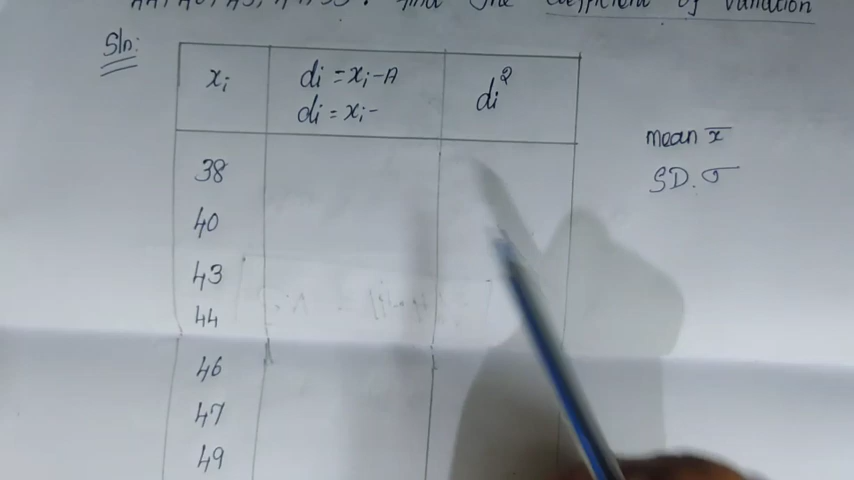 Find the coefficient of variation
Sln:
xi di = xi - A di²
di = xi -
mean x̄
SD. σ
38
40
43
44
46
47
49